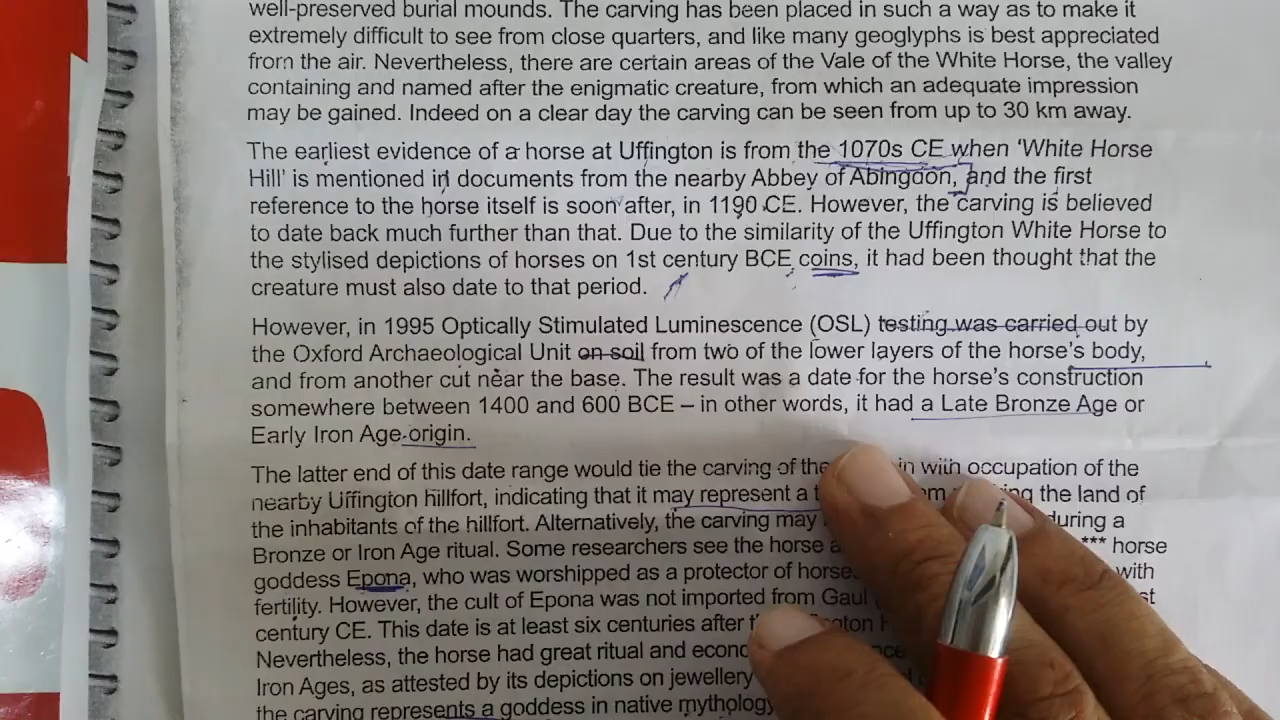 well-preserved burial mounds. The carving has been placed in such a way as to make it
extremely difficult to see from close quarters, and like many geoglyphs is best appreciated
from the air. Nevertheless, there are certain areas of the Vale of the White Horse, the valley
containing and named after the enigmatic creature, from which an adequate impression
may be gained. Indeed on a clear day the carving can be seen from up to 30 km away.
The earliest evidence of a horse at Uffington is from the 1070s CE when 'White Horse
Hill' is mentioned in documents from the nearby Abbey of Abingdon, and the first
reference to the horse itself is soon after, in 1190 CE. However, the carving is believed
to date back much further than that. Due to the similarity of the Uffington White Horse to
the stylised depictions of horses on 1st century BCE coins, it had been thought that the
creature must also date to that period.
However, in 1995 Optically Stimulated Luminescence (OSL) testing was carried out by
the Oxford Archaeological Unit on soil from two of the lower layers of the horse's body,
and from another cut near the base. The result was a date for the horse's construction
somewhere between 1400 and 600 BCE – in other words, it had a Late Bronze Age or
Early Iron Age origin.
The latter end of this date range would tie the carving of the in with occupation of the
nearby Uffington hillfort, indicating that it may represent a the land of
the inhabitants of the hillfort. Alternatively, the carving may during a
Bronze or Iron Age ritual. Some researchers see the horse *** horse
goddess Epona, who was worshipped as a protector of with
fertility. However, the cult of Epona was not imported from Gaul
century CE. This date is at least six centuries after
Nevertheless, the horse had great ritual and
Iron Ages, as attested by its depictions on jewellery
the carving represents a goddess in native mythology